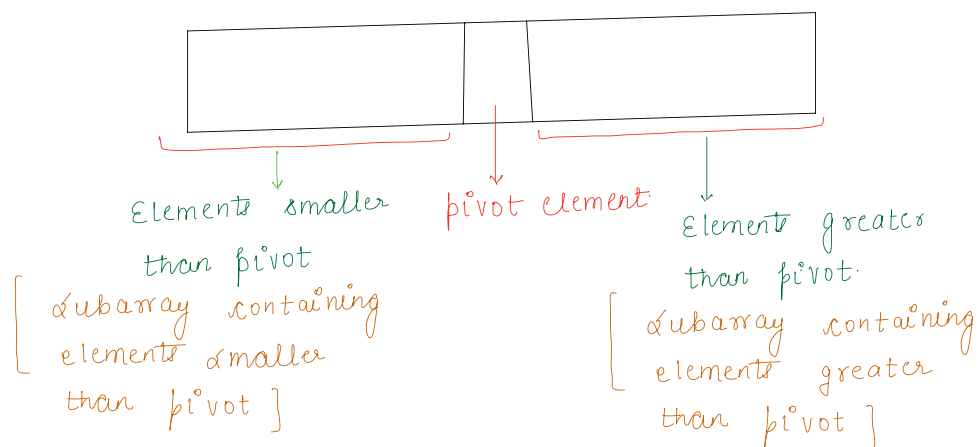 Elements smaller
than pivot
[ Subarray containing
elements smaller
than pivot ]
pivot element.
Elements greater
than pivot.
[ Subarray containing
elements greater
than pivot ]